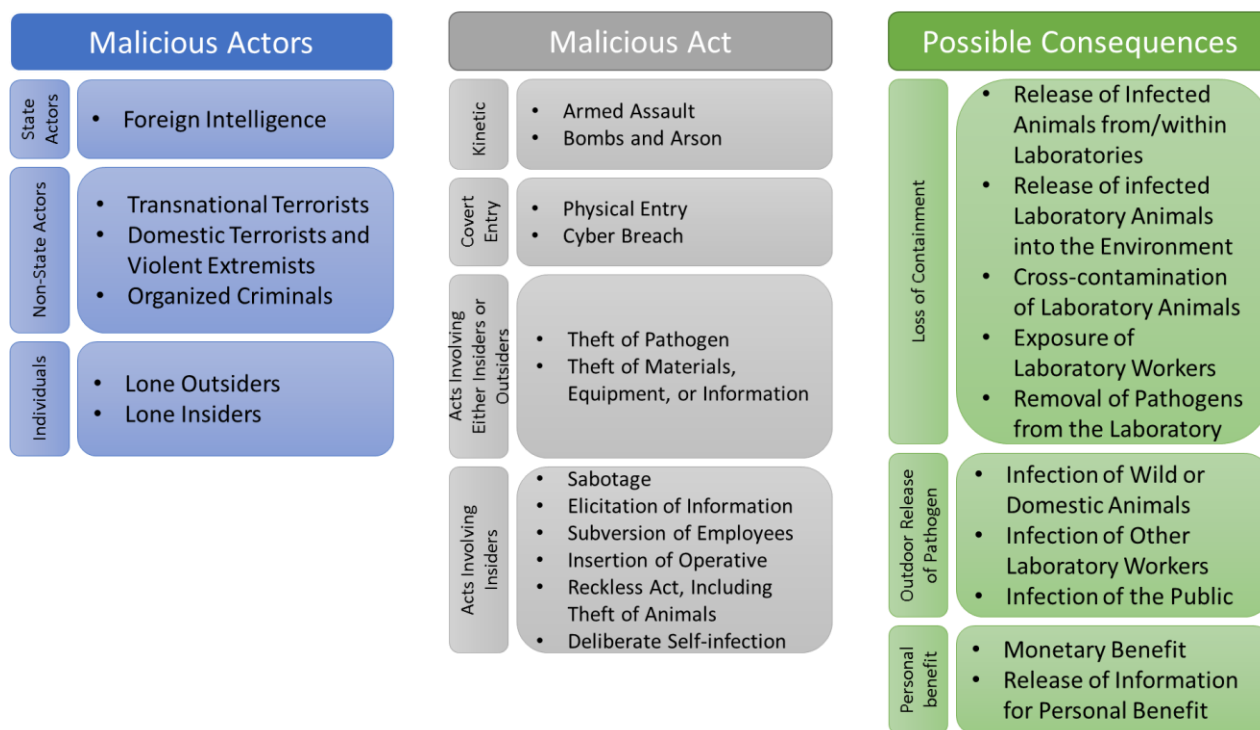 Malicious Actors
State
Actors
• Foreign Intelligence
Non-State Actors
• Transnational Terrorists
• Domestic Terrorists and
Violent Extremists
• Organized Criminals
Individuals
• Lone Outsiders
• Lone Insiders
Malicious Act
Kinetic
• Armed Assault
• Bombs and Arson
Covert
Entry
• Physical Entry
• Cyber Breach
Acts Involving
Either Insiders or
Outsiders
• Theft of Pathogen
• Theft of Materials,
Equipment, or Information
Acts Involving
Insiders
• Sabotage
• Elicitation of Information
• Subversion of Employees
• Insertion of Operative
• Reckless Act, Including
Theft of Animals
• Deliberate Self-infection
Possible Consequences
Loss of Containment
• Release of Infected
Animals from/within
Laboratories
• Release of infected
Laboratory Animals
into the Environment
• Cross-contamination
of Laboratory Animals
• Exposure of
Laboratory Workers
• Removal of Pathogens
from the Laboratory
Outdoor Release
of Pathogen
• Infection of Wild or
Domestic Animals
• Infection of Other
Laboratory Workers
• Infection of the Public
Personal
benefit
• Monetary Benefit
• Release of Information
for Personal Benefit